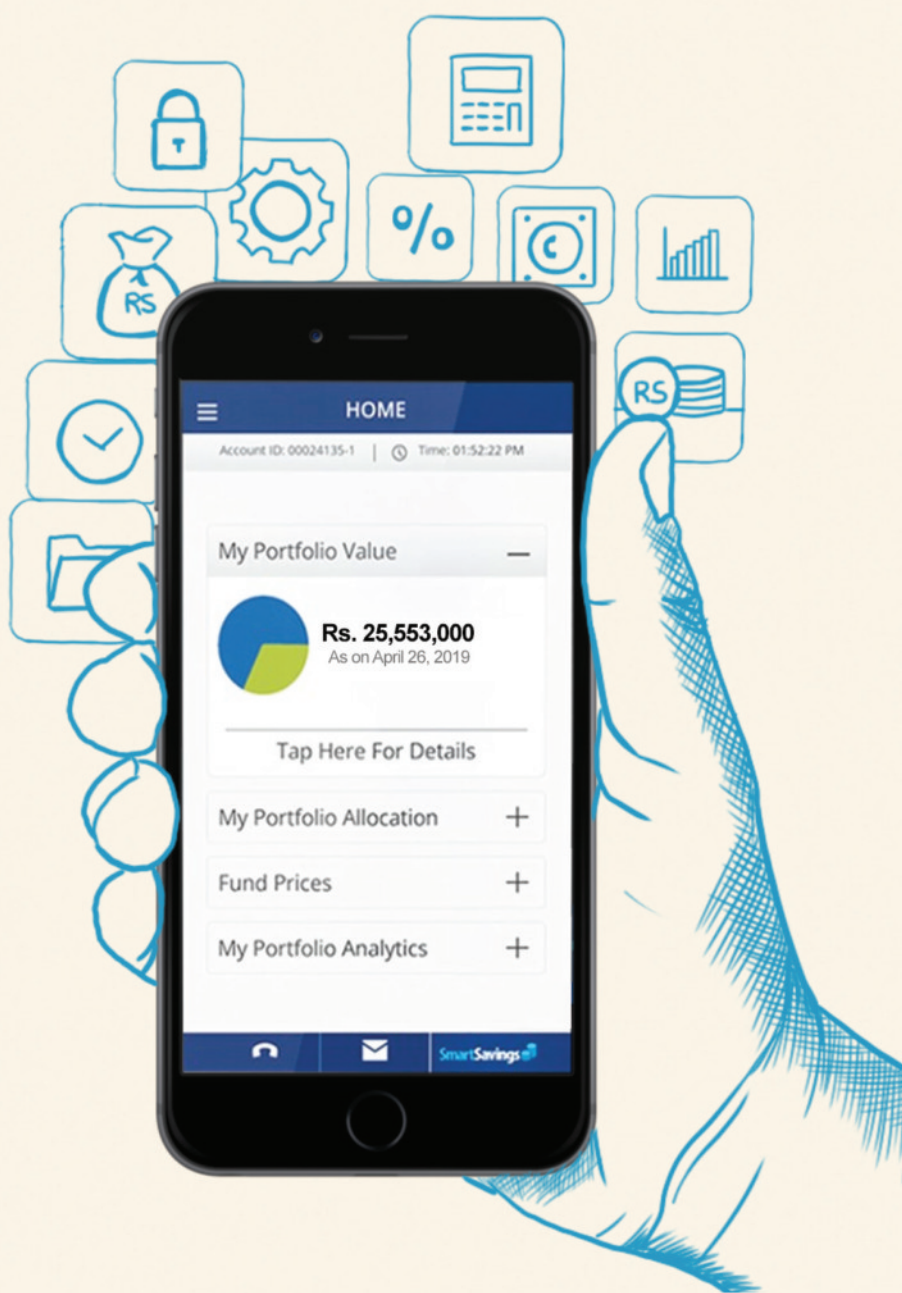 %
RS
RS
HOME
Account ID: 00024135-1 | Time: 01:52:22 PM
My Portfolio Value
Rs. 25,553,000
As on April 26, 2019
Tap Here For Details
My Portfolio Allocation
Fund Prices
My Portfolio Analytics
SmartSavings